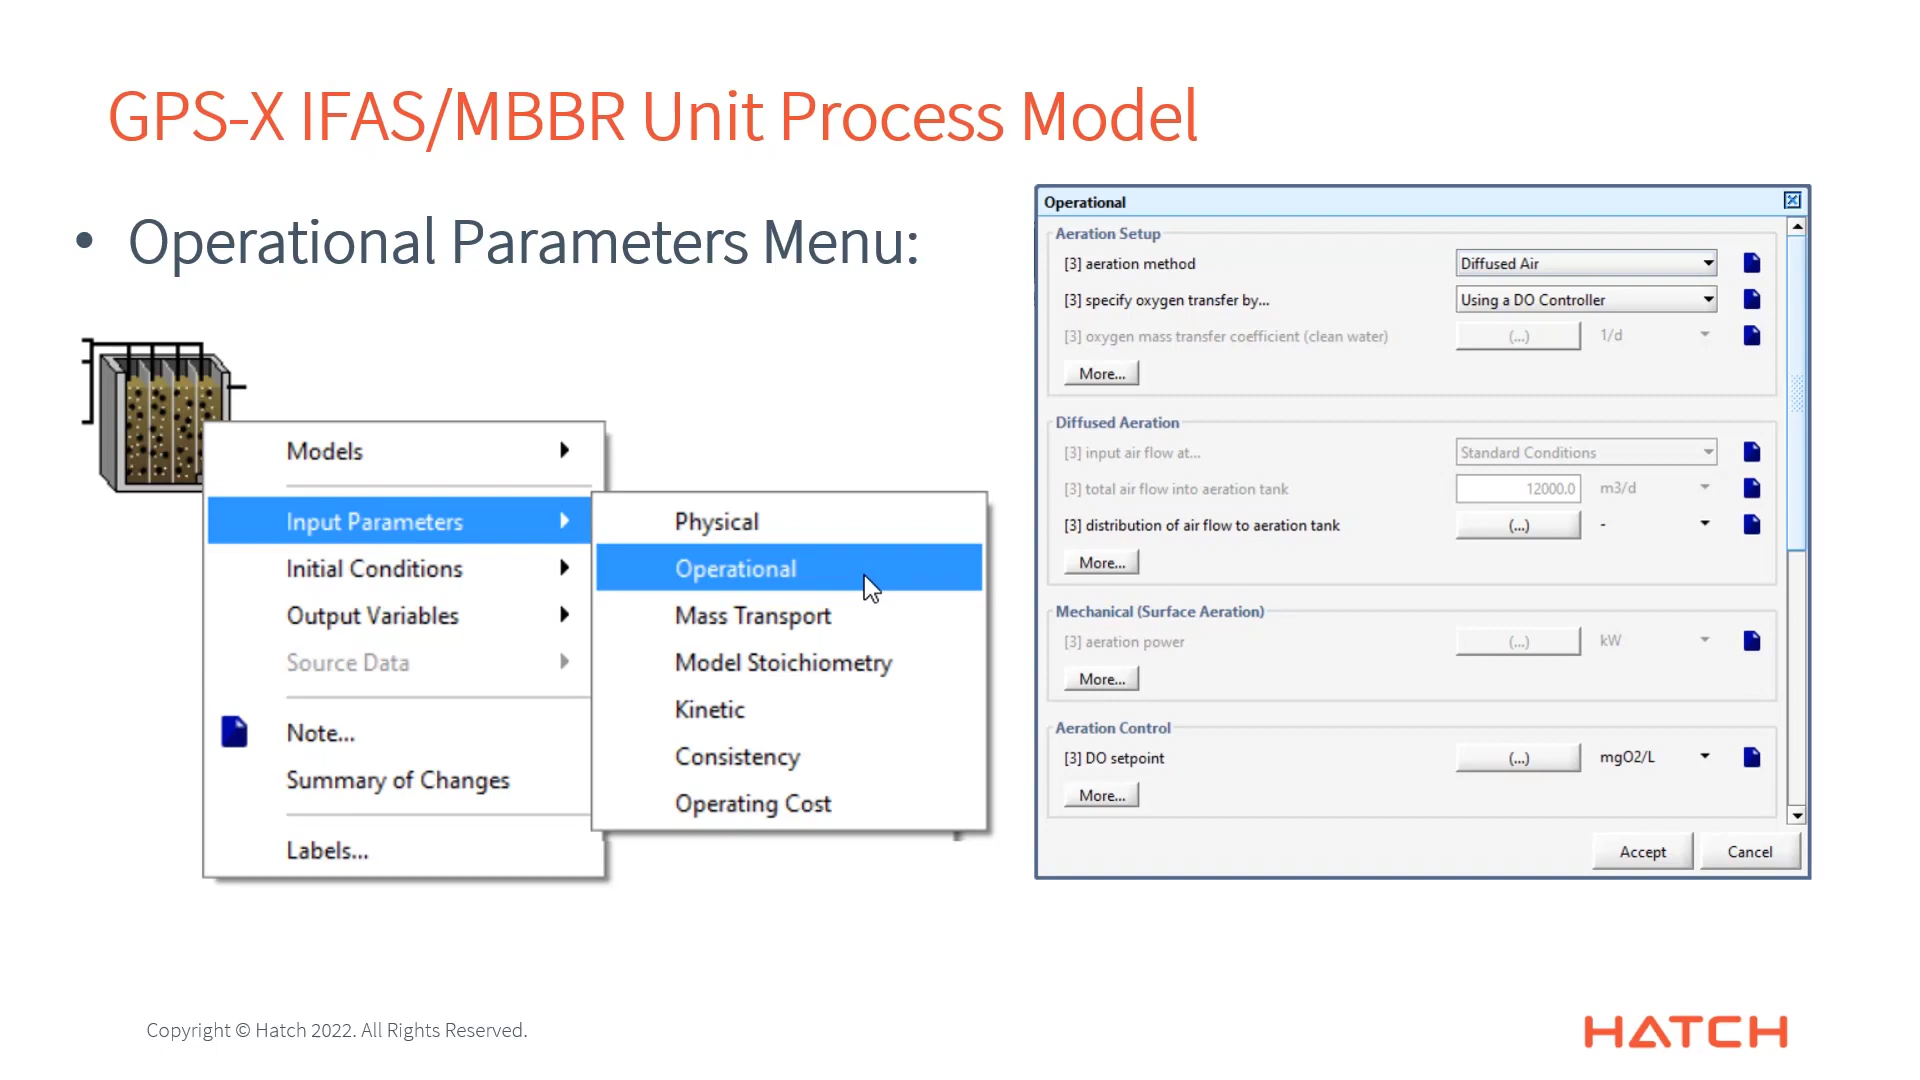 GPS-X IFAS/MBBR Unit Process Model
• Operational Parameters Menu:
Models
Input Parameters
Initial Conditions
Output Variables
Source Data
Note...
Summary of Changes
Labels...
Physical
Operational
Mass Transport
Model Stoichiometry
Kinetic
Consistency
Operating Cost
Operational
Aeration Setup
[3] aeration method Diffused Air
[3] specify oxygen transfer by... Using a DO Controller
[3] oxygen mass transfer coefficient (clean water) (...) 1/d
More...
Diffused Aeration
[3] input air flow at... Standard Conditions
[3] total air flow into aeration tank 12000.0 m3/d
[3] distribution of air flow to aeration tank (...) -
More...
Mechanical (Surface Aeration)
[3] aeration power (...) kW
More...
Aeration Control
[3] DO setpoint (...) mgO2/L
More...
Accept Cancel
Copyright © Hatch 2022. All Rights Reserved.
HATCH